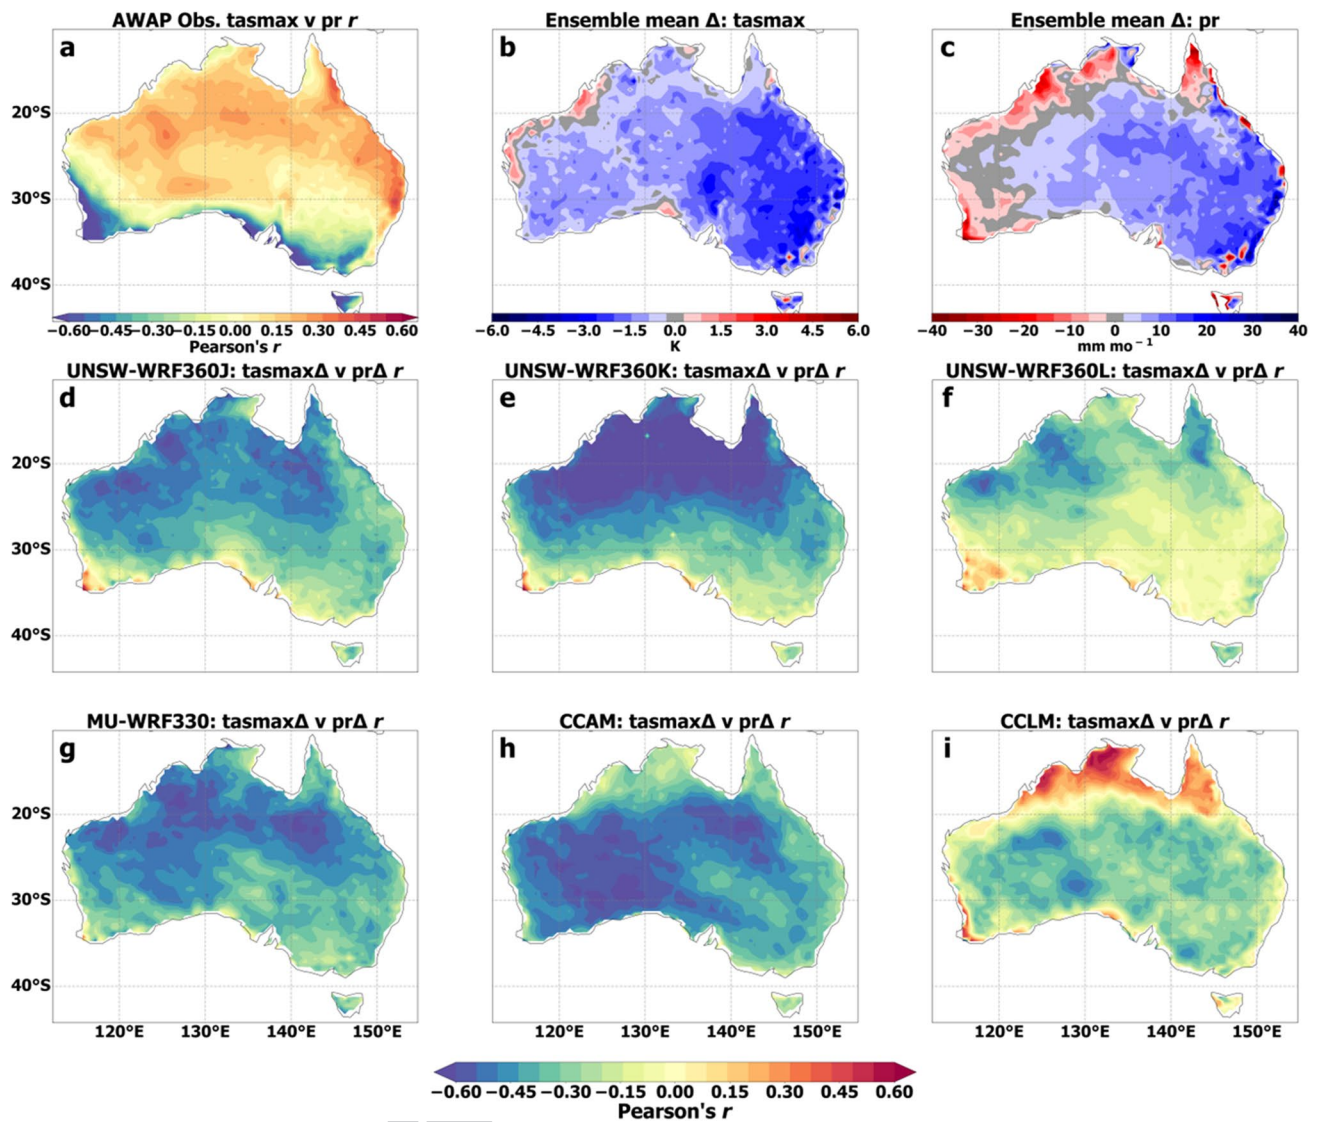 AWAP Obs. tasmax v pr r
Ensemble mean Δ: tasmax
Ensemble mean Δ: pr
a
b
c
20°S
30°S
40°S
−0.60 −0.45 −0.30 −0.15 0.00 0.15 0.30 0.45 0.60
Pearson's r
−6.0 −4.5 −3.0 −1.5 0.0 1.5 3.0 4.5 6.0
K
−40 −30 −20 −10 0 10 20 30 40
mm mo −1
UNSW-WRF360J: tasmaxΔ v prΔ r
UNSW-WRF360K: tasmaxΔ v prΔ r
UNSW-WRF360L: tasmaxΔ v prΔ r
d
e
f
20°S
30°S
40°S
MU-WRF330: tasmaxΔ v prΔ r
CCAM: tasmaxΔ v prΔ r
CCLM: tasmaxΔ v prΔ r
g
h
i
20°S
30°S
40°S
120°E 130°E 140°E 150°E
120°E 130°E 140°E 150°E
120°E 130°E 140°E 150°E
−0.60 −0.45 −0.30 −0.15 0.00 0.15 0.30 0.45 0.60
Pearson's r